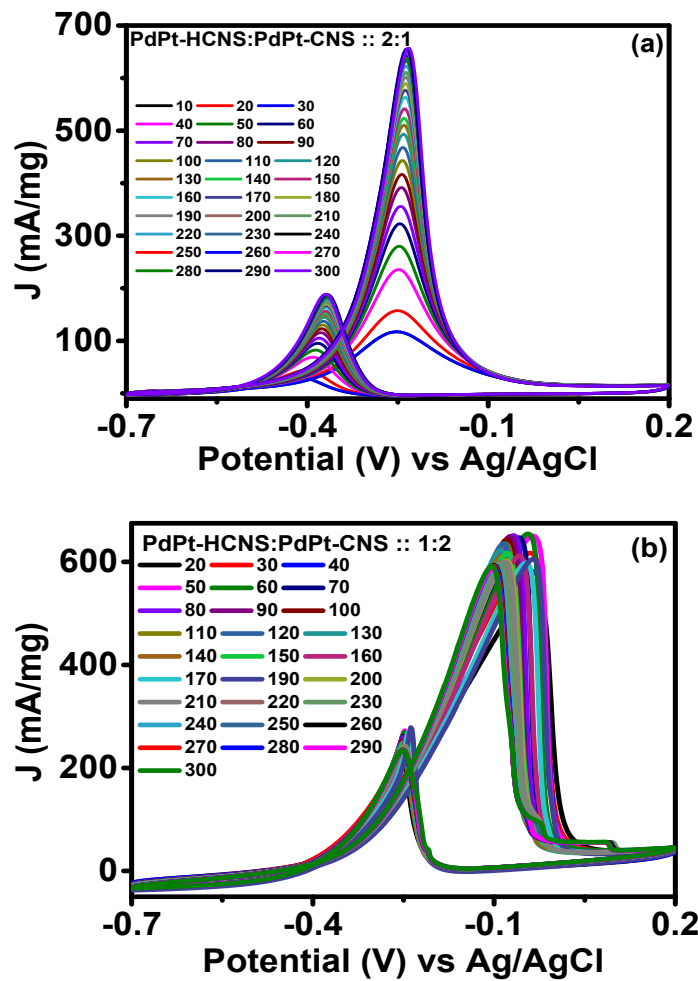 700
PdPt-HCNS:PdPt-CNS :: 2:1
(a)
10 20 30
40 50 60
500
70 80 90
100 110 120
130 140 150
160 170 180
J (mA/mg)
300
190 200 210
220 230 240
250 260 270
280 290 300
100
-0.7 -0.4 -0.1 0.2
Potential (V) vs Ag/AgCl
PdPt-HCNS:PdPt-CNS :: 1:2
(b)
600
20 30 40
50 60 70
80 90 100
110 120 130
400
140 150 160
170 190 200
J (mA/mg)
210 220 230
240 250 260
200
270 280 290
300
0
-0.7 -0.4 -0.1 0.2
Potential (V) vs Ag/AgCl